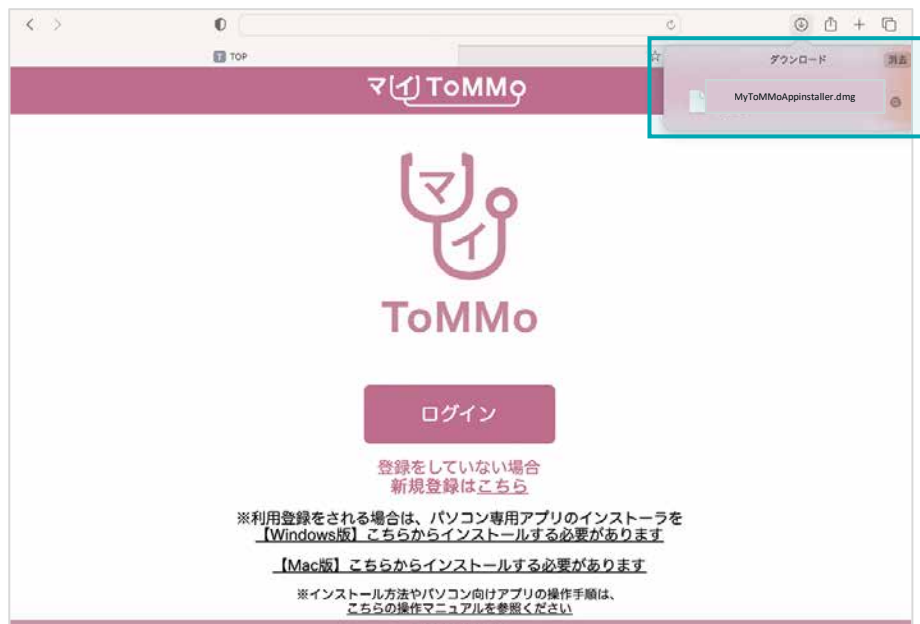 TOP
ダウンロード 消去
MyToMMoAppinstaller.dmg
マイToMMo
マイ
ToMMo
ログイン
登録をしていない場合
新規登録はこちら
※利用登録をされる場合は、パソコン専用アプリのインストーラを
【Windows版】こちらからインストールする必要があります
【Mac版】こちらからインストールする必要があります
※インストール方法やパソコン向けアプリの操作手順は、
こちらの操作マニュアルを参照ください